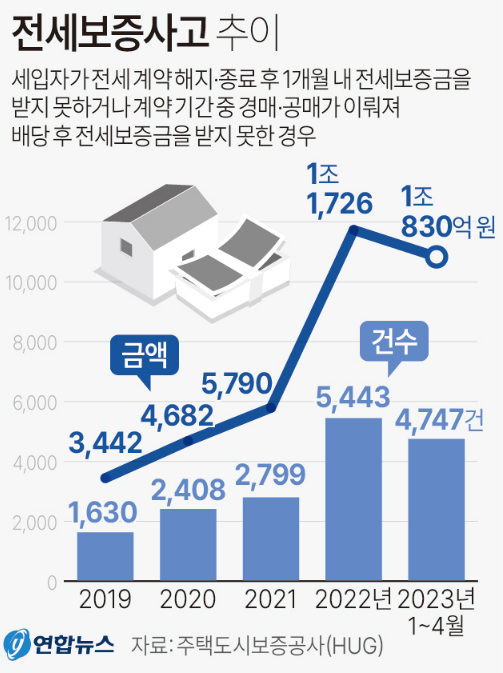 전세보증사고 추이
세입자가 전세 계약 해지·종료 후 1개월 내 전세보증금을
받지 못하거나 계약 기간 중 경매·공매가 이뤄져
배당 후 전세보증금을 받지 못한 경우
1조
1,726
1조
830억원
12,000
10,000
8,000
금액
건수
5,790
5,443
6,000
4,682
4,747건
3,442
4,000
2,799
2,408
1,630
2,000
0
2019
2020
2021
2022년
2023년
1~4월
연합뉴스
자료: 주택도시보증공사(HUG)